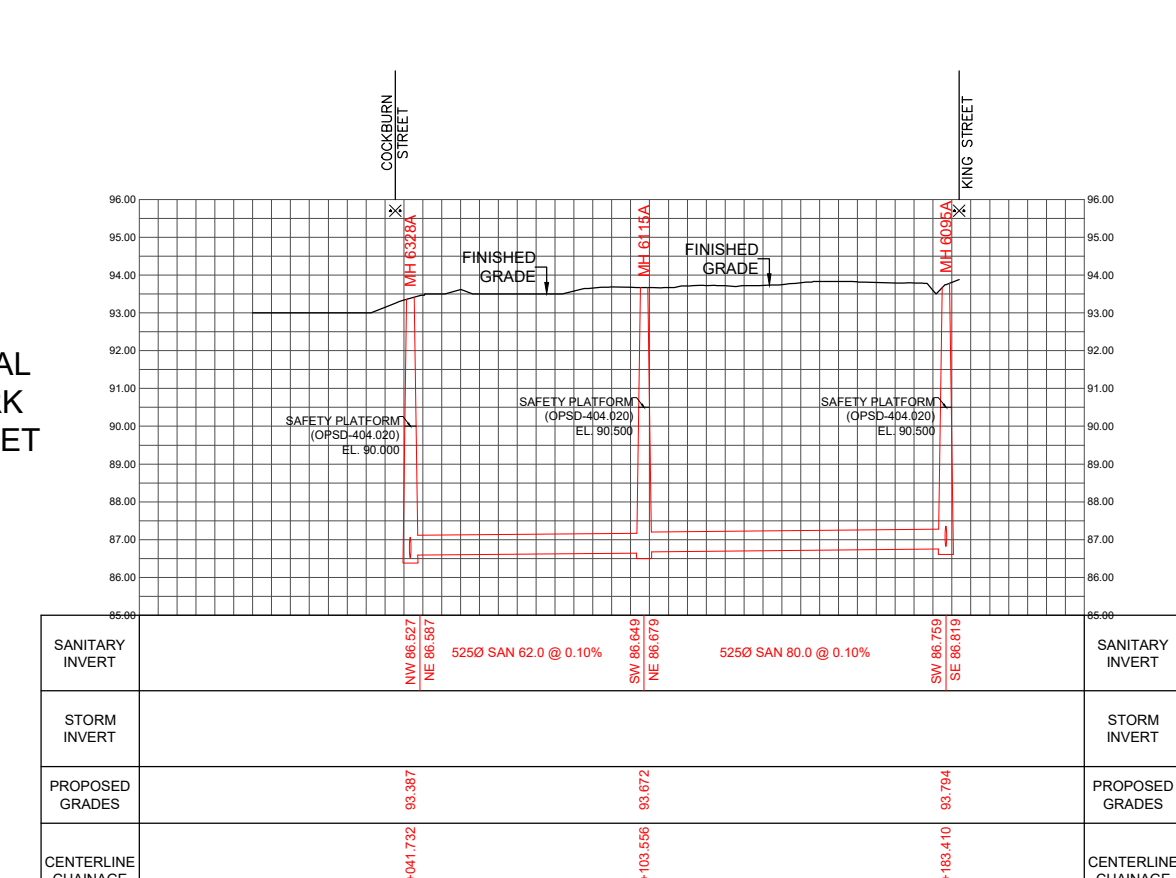 COCKBURN
STREET
KING STREET
96.00
96.00
MH 6328A
MH 6115A
MH 6095A
95.00
95.00
FINISHED
GRADE
FINISHED
GRADE
94.00
94.00
93.00
93.00
92.00
92.00
AL
RK
ET
91.00
91.00
SAFETY PLATFORM
(OPSD-404.020)
EL. 90.000
SAFETY PLATFORM
(OPSD-404.020)
EL. 90.500
SAFETY PLATFORM
(OPSD-404.020)
EL. 90.500
90.00
90.00
89.00
89.00
88.00
88.00
87.00
87.00
86.00
86.00
85.00
85.00
SANITARY
INVERT
NW 86.527
NE 86.587
525Ø SAN 62.0 @ 0.10%
SW 86.649
NE 86.679
525Ø SAN 80.0 @ 0.10%
SW 86.759
SE 86.819
SANITARY
INVERT
STORM
INVERT
STORM
INVERT
PROPOSED
GRADES
93.387
93.672
93.794
PROPOSED
GRADES
CENTERLINE
CHAINAGE
+041.732
+103.556
+183.410
CENTERLINE
CHAINAGE